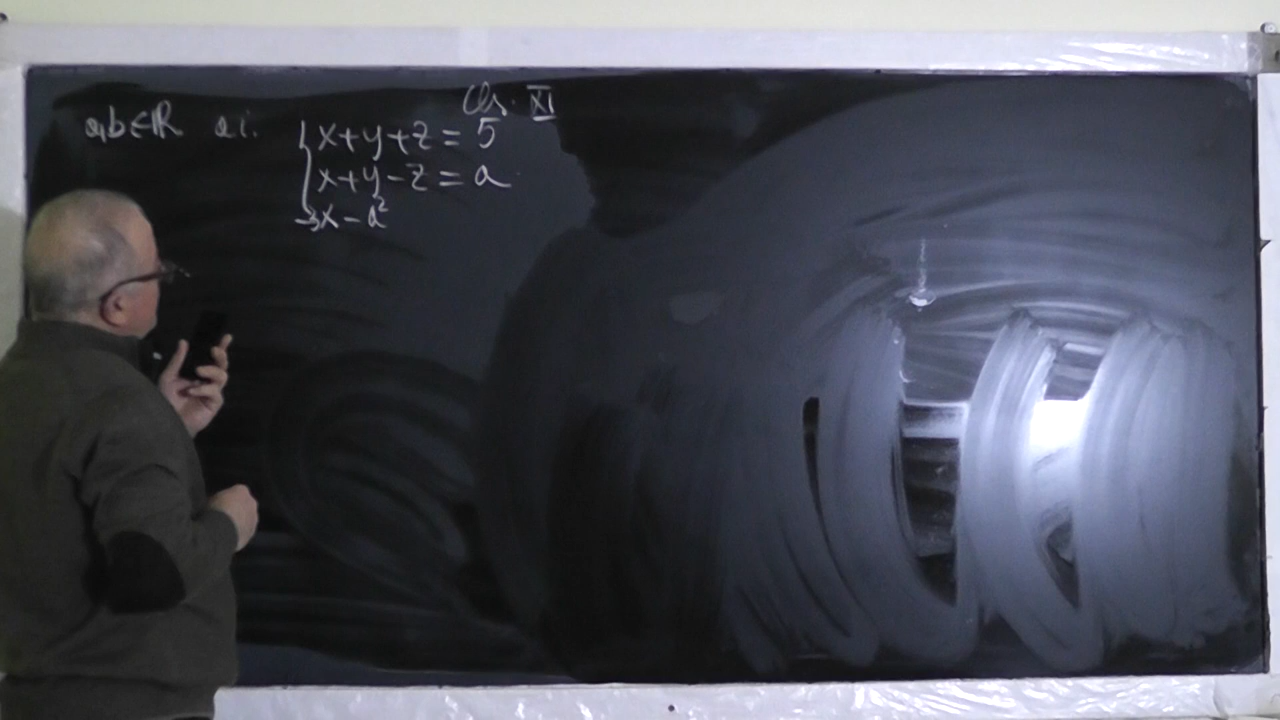 Cls. XI
a,b∈ℝ a.î. { x+y+z = 5
x+y-z = a
-3x-a²